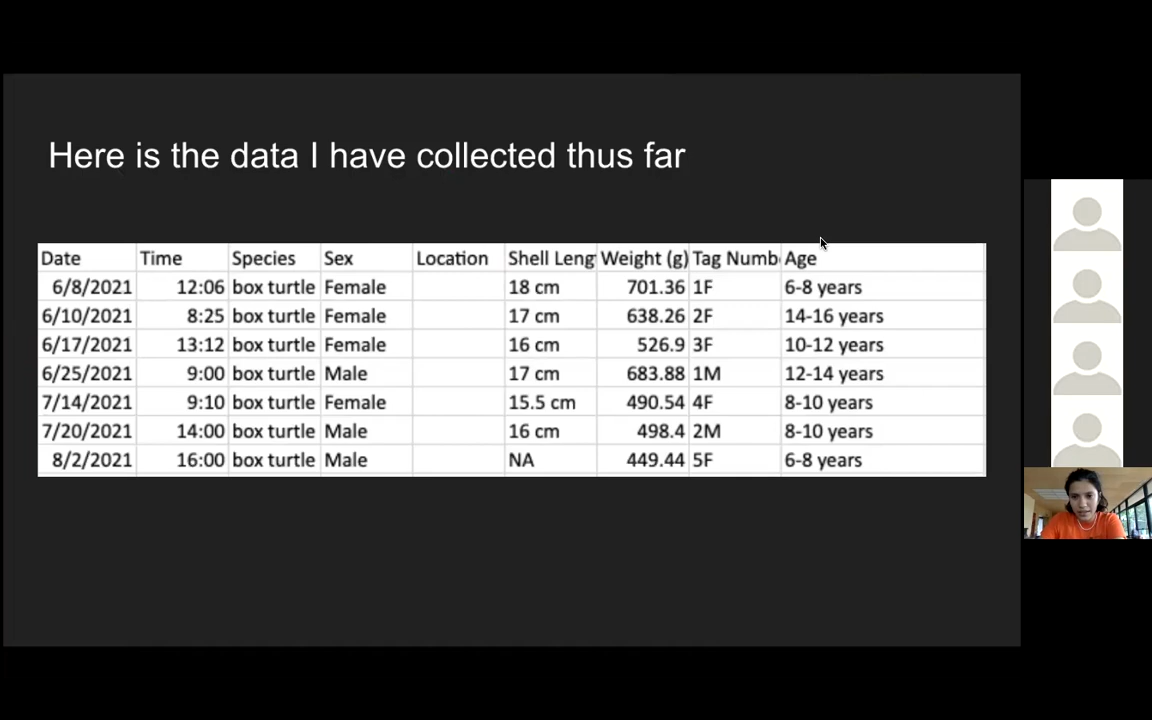 Here is the data I have collected thus far
Date Time Species Sex Location Shell Leng Weight (g) Tag Numb Age
6/8/2021 12:06 box turtle Female 18 cm 701.36 1F 6-8 years
6/10/2021 8:25 box turtle Female 17 cm 638.26 2F 14-16 years
6/17/2021 13:12 box turtle Female 16 cm 526.9 3F 10-12 years
6/25/2021 9:00 box turtle Male 17 cm 683.88 1M 12-14 years
7/14/2021 9:10 box turtle Female 15.5 cm 490.54 4F 8-10 years
7/20/2021 14:00 box turtle Male 16 cm 498.4 2M 8-10 years
8/2/2021 16:00 box turtle Male NA 449.44 5F 6-8 years